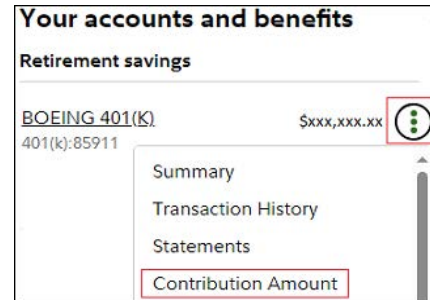 Your accounts and benefits
Retirement savings
BOEING 401(K) $xxx,xxx.xx
401(k):85911
Summary
Transaction History
Statements
Contribution Amount